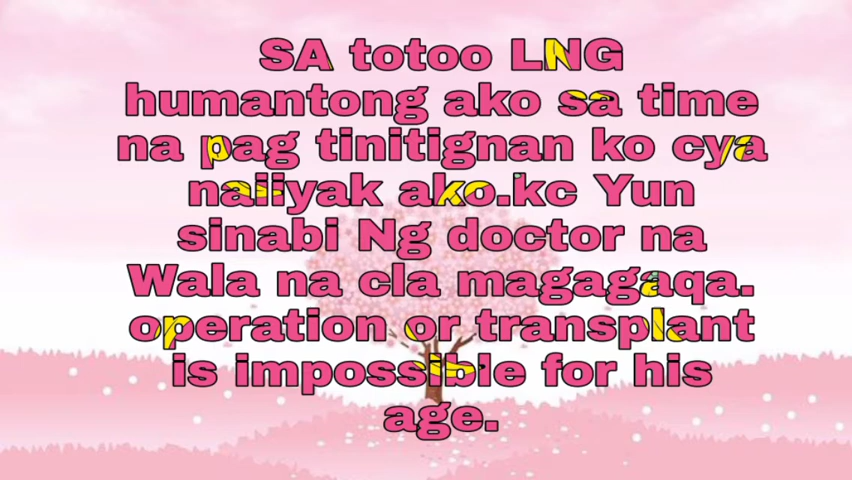 SA totoo LNG
humantong ako sa time
na pag tinitignan ko cya
naiiyak ako.kc Yun
sinabi Ng doctor na
Wala na cla magagaqa.
operation or transplant
is impossible for his
age.